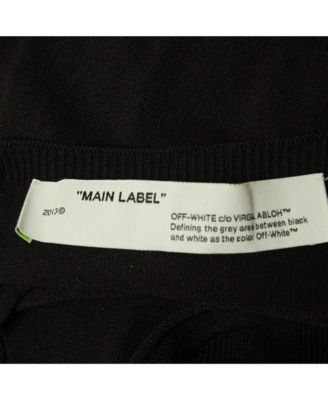 "MAIN LABEL"
2013©
OFF-WHITE c/o VIRGIL ABLOH™
Defining the grey area between black
and white as the color Off-White™